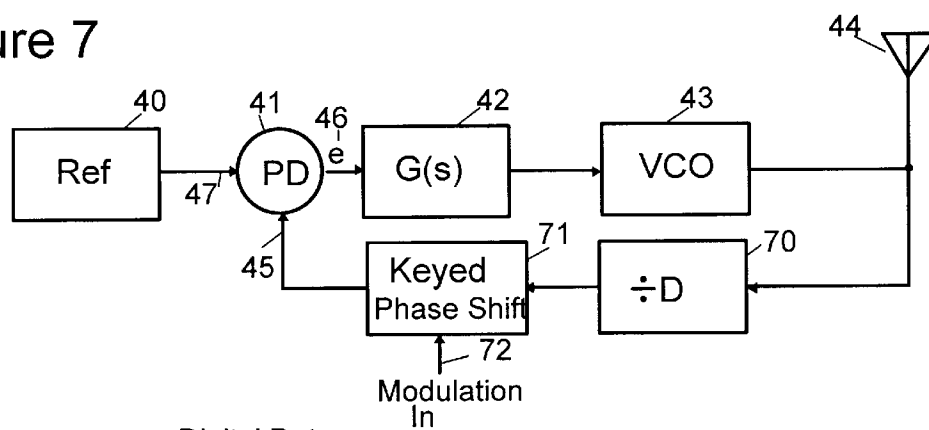 ure 7
44
40
41
46
42
43
Ref
47
PD
e
G(s)
VCO
45
71
70
Keyed
Phase Shift
÷D
72
Modulation
In